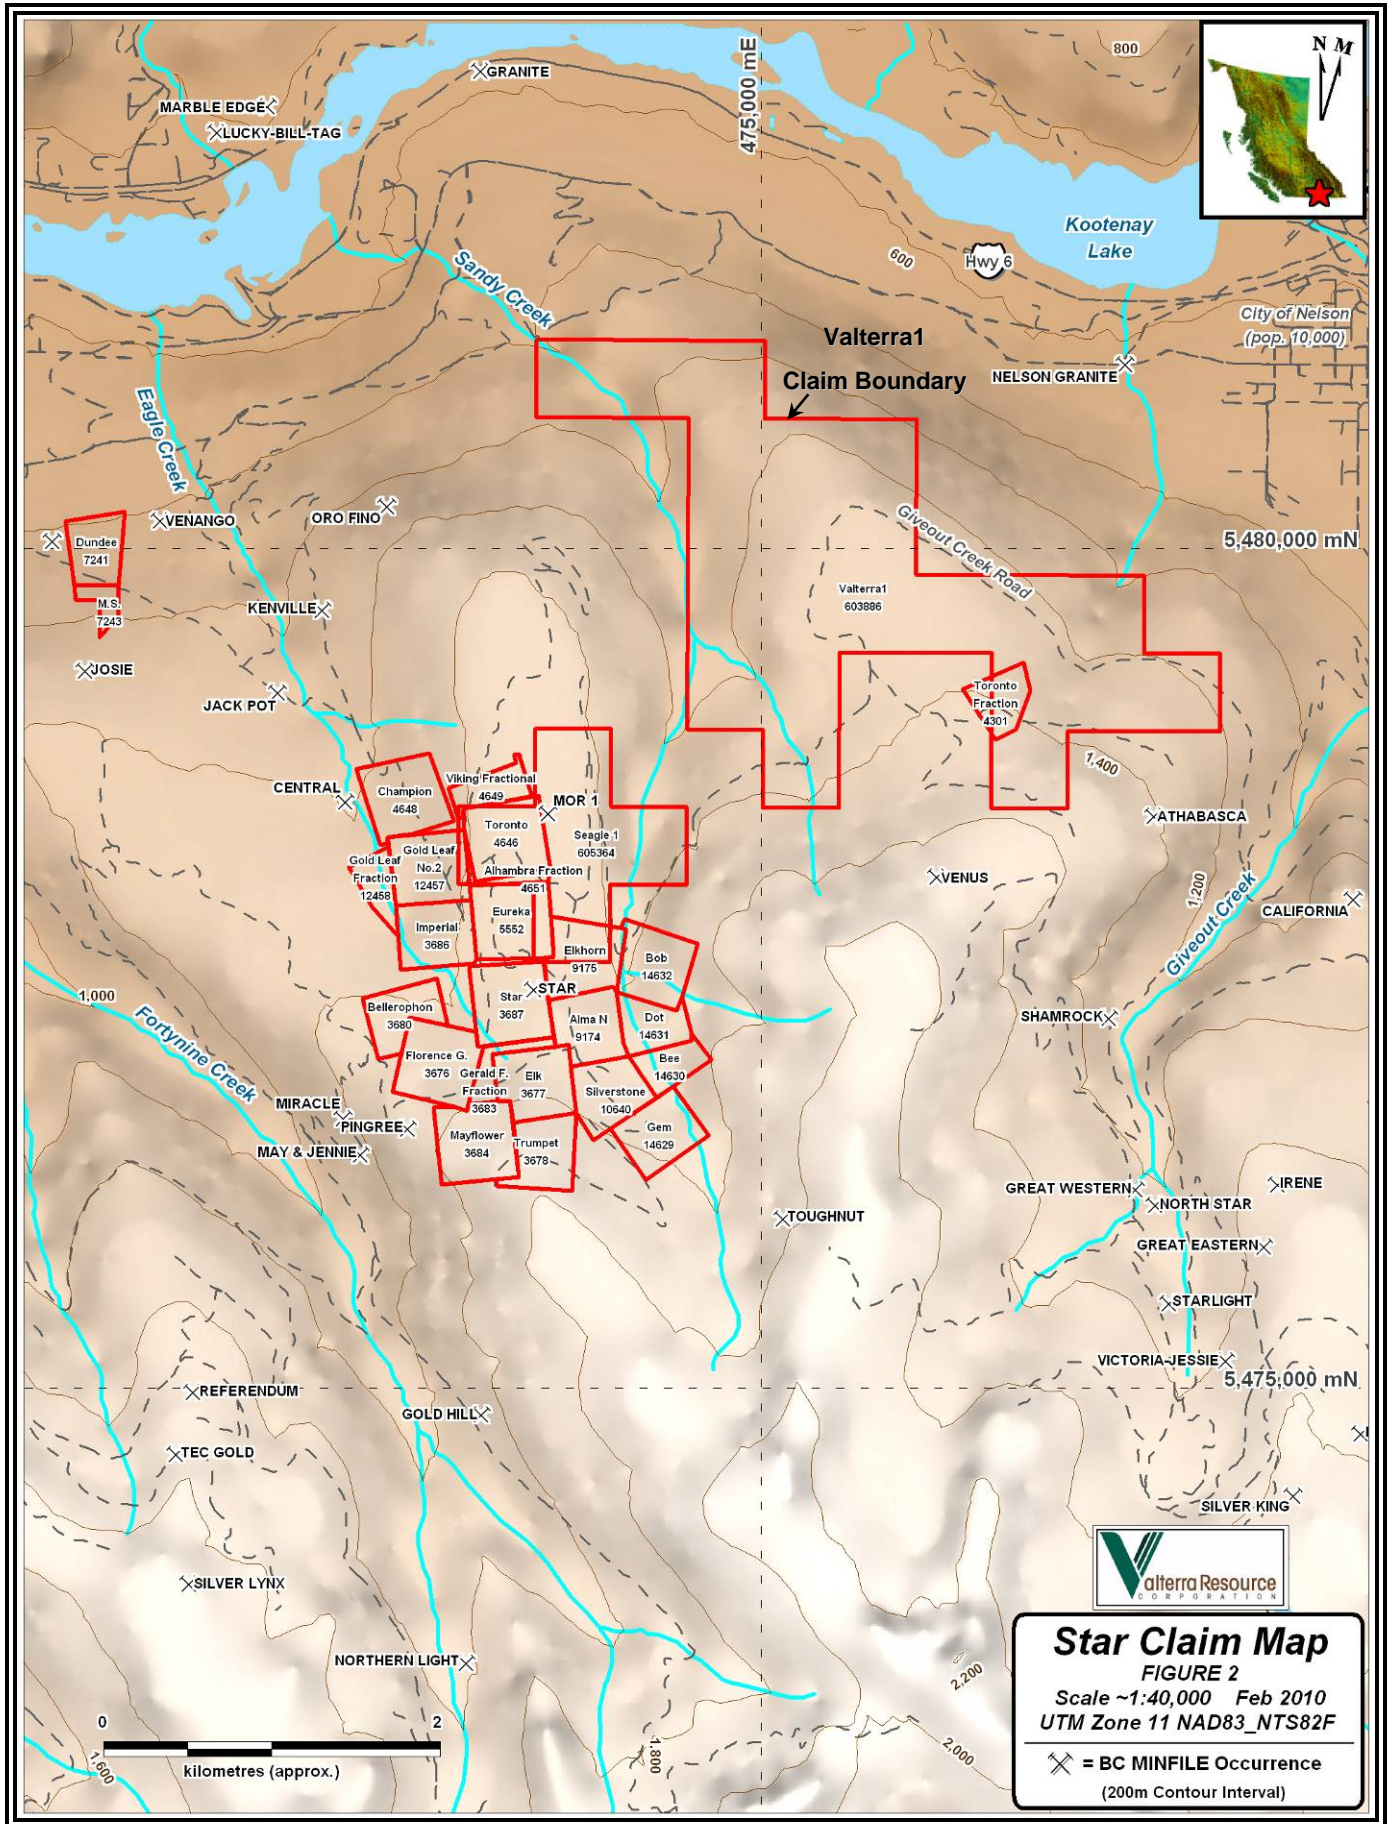 800
N M
GRANITE
MARBLE EDGE
LUCKY-BILL-TAG
475,000 mE
Kootenay
Lake
Sandy Creek
600
Hwy 6
City of Nelson
(pop. 10,000)
Valterra1
Claim Boundary
NELSON GRANITE
Eagle Creek
VENANGO
ORO FINO
Giveout Creek Road
5,480,000 mN
Dundee
7241
Valterra1
603886
M.S.
7243
KENVILLE
JOSIE
JACK POT
Toronto
Fraction
4301
1,400
CENTRAL
Champion
4648
Viking Fractional
4649
MOR 1
ATHABASCA
Toronto
4646
Seagle 1
605364
Gold Leaf
No.2
12457
Gold Leaf
Fraction
12458
Alhambra Fraction
4651
VENUS
1,200
CALIFORNIA
Giveout Creek
Eureka
5552
Imperial
3686
Elkhorn
9175
Bob
14632
1,000
Fortynine Creek
Star
3687
STAR
Bellerophon
3680
Alma N
9174
Dot
14631
SHAMROCK
Florence G.
3676
Gerald F.
Fraction
3683
Elk
3677
Bee
14630
Silverstone
10640
MIRACLE
PINGREE
MAY & JENNIE
Mayflower
3684
Trumpet
3678
Gem
14629
GREAT WESTERN
IRENE
NORTH STAR
TOUGHNUT
GREAT EASTERN
STARLIGHT
VICTORIA-JESSIE
5,475,000 mN
REFERENDUM
GOLD HILL
TEC GOLD
SILVER KING
Valterra Resource
CORPORATION
SILVER LYNX
NORTHERN LIGHT
2,200
2,000
1,800
1,600
0 2
kilometres (approx.)
Star Claim Map
FIGURE 2
Scale ~1:40,000 Feb 2010
UTM Zone 11 NAD83_NTS82F
= BC MINFILE Occurrence
(200m Contour Interval)